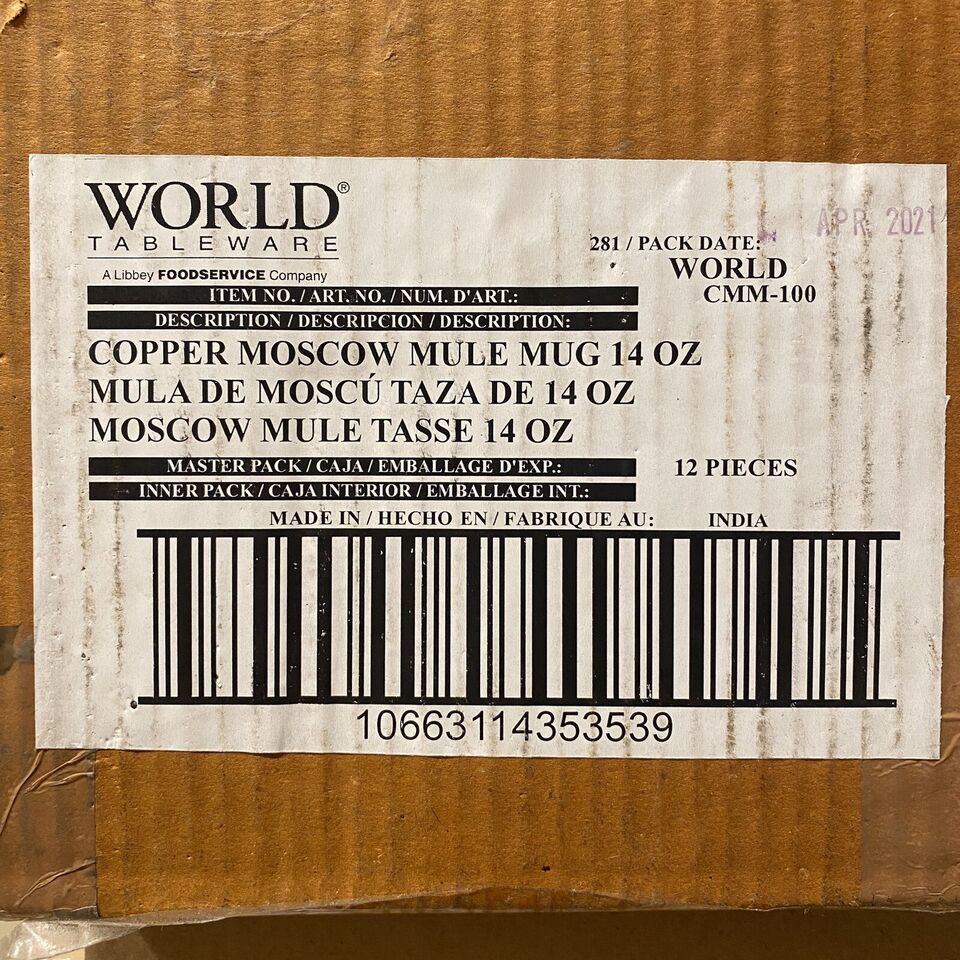 WORLD®
TABLEWARE
A Libbey FOODSERVICE Company
281 / PACK DATE: APR 2021
WORLD
ITEM NO. / ART. NO. / NUM. D'ART.: CMM-100
DESCRIPTION / DESCRIPCION / DESCRIPTION:
COPPER MOSCOW MULE MUG 14 OZ
MULA DE MOSCÚ TAZA DE 14 OZ
MOSCOW MULE TASSE 14 OZ
MASTER PACK / CAJA / EMBALLAGE D'EXP.: 12 PIECES
INNER PACK / CAJA INTERIOR / EMBALLAGE INT.:
MADE IN / HECHO EN / FABRIQUE AU: INDIA
10663114353539